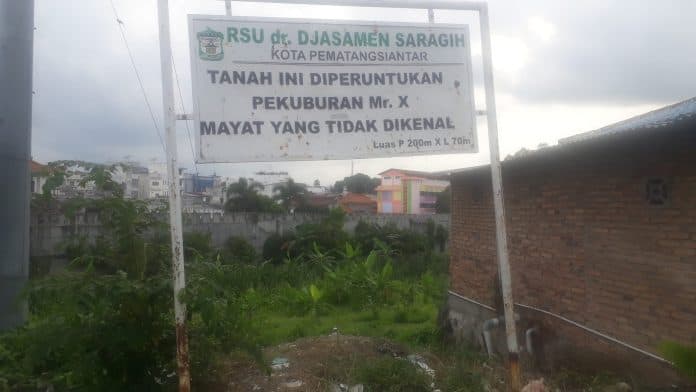 RSU dr. DJASAMEN SARAGIH
KOTA PEMATANGSIANTAR
TANAH INI DIPERUNTUKAN
PEKUBURAN Mr. X
MAYAT YANG TIDAK DIKENAL
Luas P 200m X L 70m